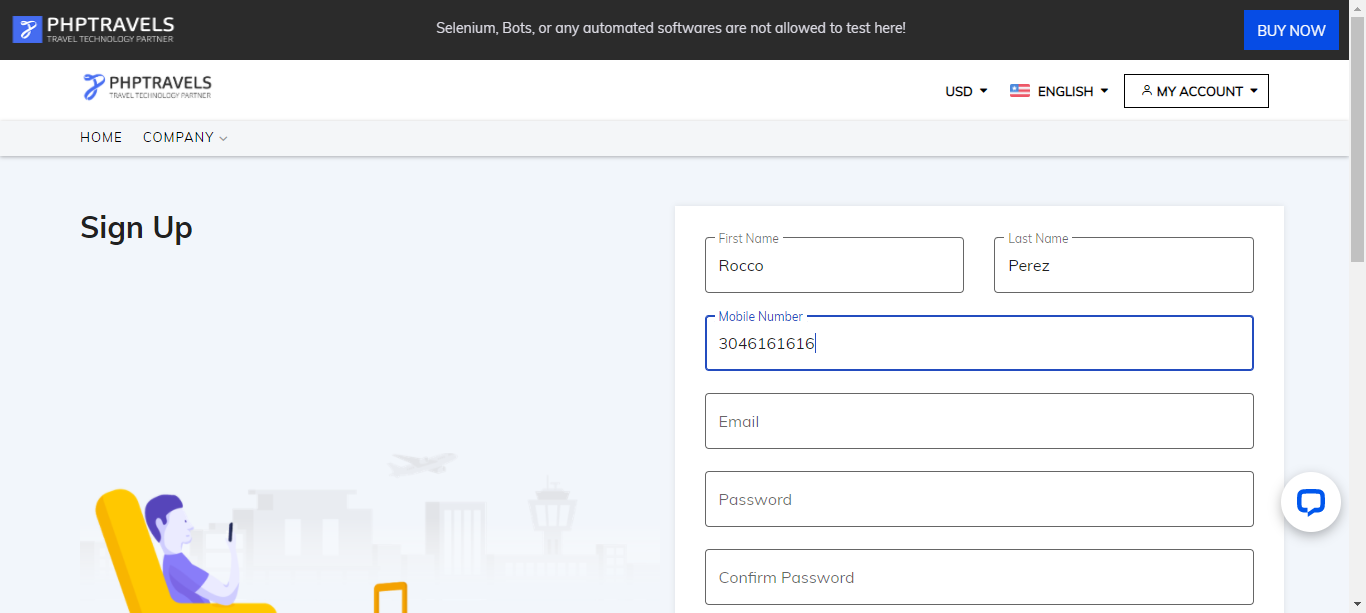 PHPTRAVELS
TRAVEL TECHNOLOGY PARTNER
Selenium, Bots, or any automated softwares are not allowed to test here!
BUY NOW
PHPTRAVELS
TRAVEL TECHNOLOGY PARTNER
USD
ENGLISH
MY ACCOUNT
HOME
COMPANY
Sign Up
First Name
Rocco
Last Name
Perez
Mobile Number
3046161616
Email
Password
Confirm Password